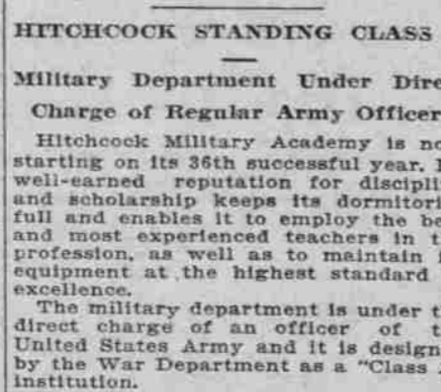 HITCHCOCK STANDING CLASS
Military Department Under Dire
Charge of Regular Army Officer
Hitchcock Military Academy is no
starting on its 36th successful year. I
well-earned reputation for discipli
and scholarship keeps its dormitori
full and enables it to employ the be
and most experienced teachers in t
profession, as well as to maintain i
equipment at the highest standard
excellence.
The military department is under t
direct charge of an officer of t
United States Army and it is design
by the War Department as a "Class
institution.